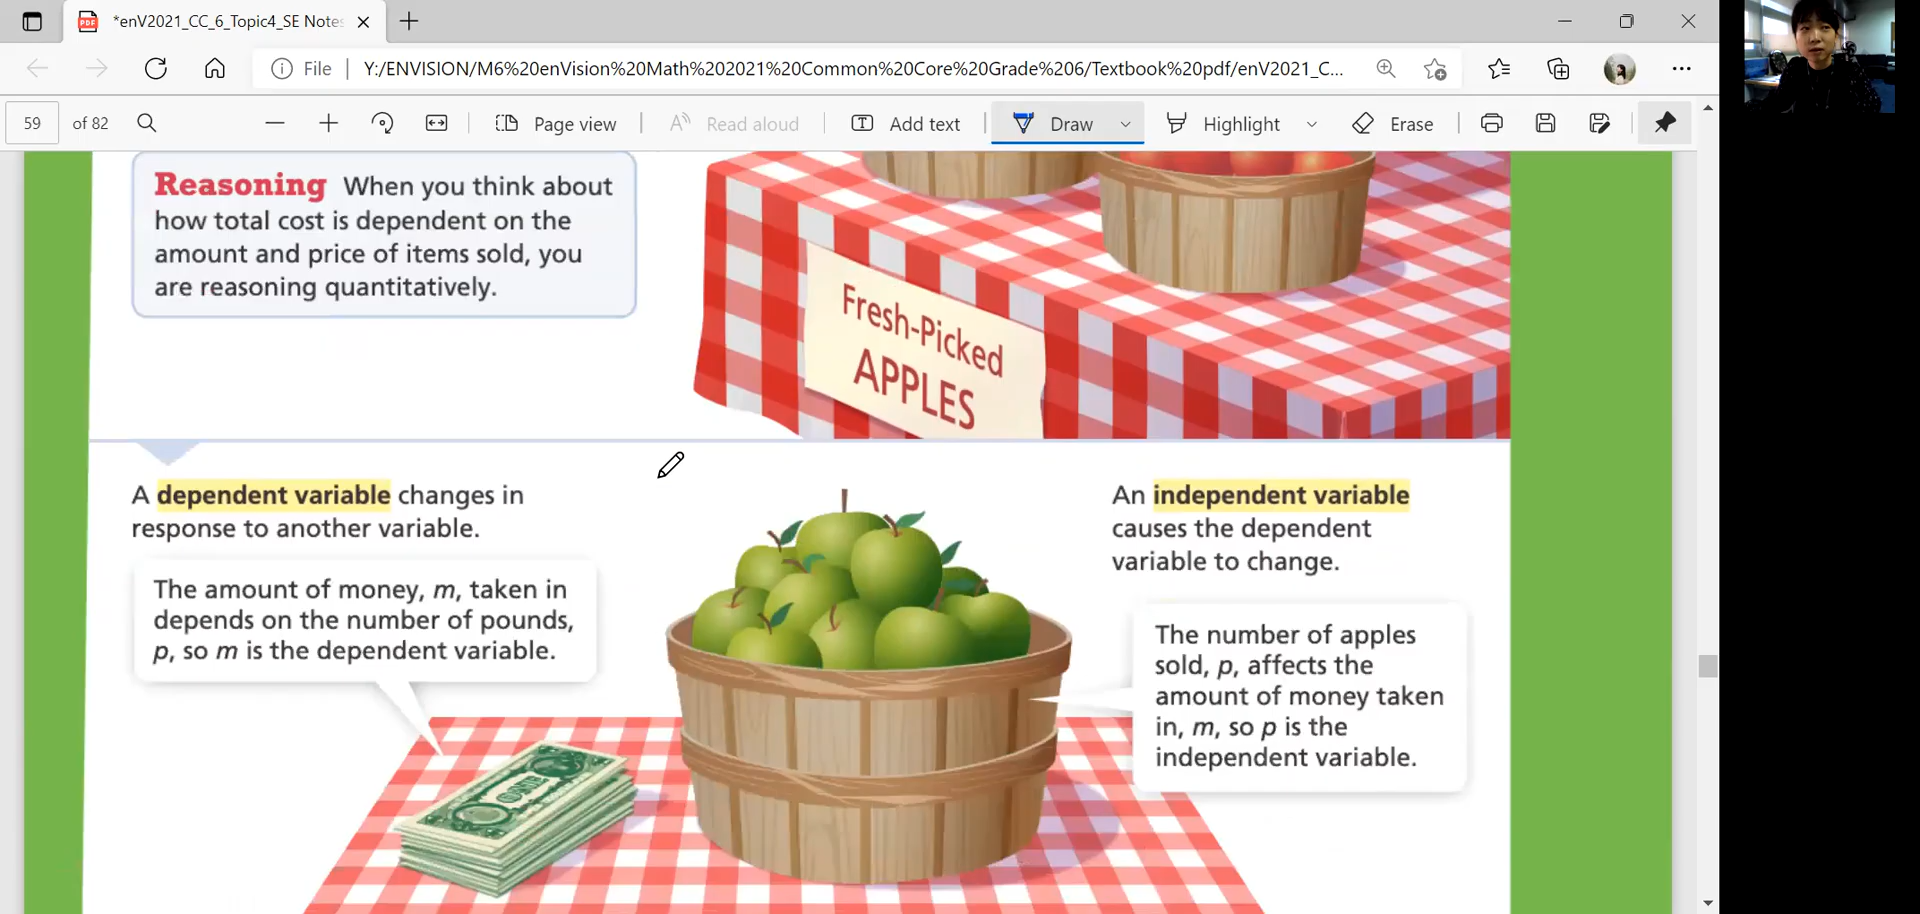 *enV2021_CC_6_Topic4_SE Notes
File
Y:/ENVISION/M6%20enVision%20Math%202021%20Common%20Core%20Grade%206/Textbook%20pdf/enV2021_C...
59 of 82
Page view
Read aloud
Add text
Draw
Highlight
Erase
Reasoning When you think about
how total cost is dependent on the
amount and price of items sold, you
are reasoning quantitatively.
Fresh-Picked
APPLES
A dependent variable changes in
response to another variable.
The amount of money, m, taken in
depends on the number of pounds,
p, so m is the dependent variable.
An independent variable
causes the dependent
variable to change.
The number of apples
sold, p, affects the
amount of money taken
in, m, so p is the
independent variable.